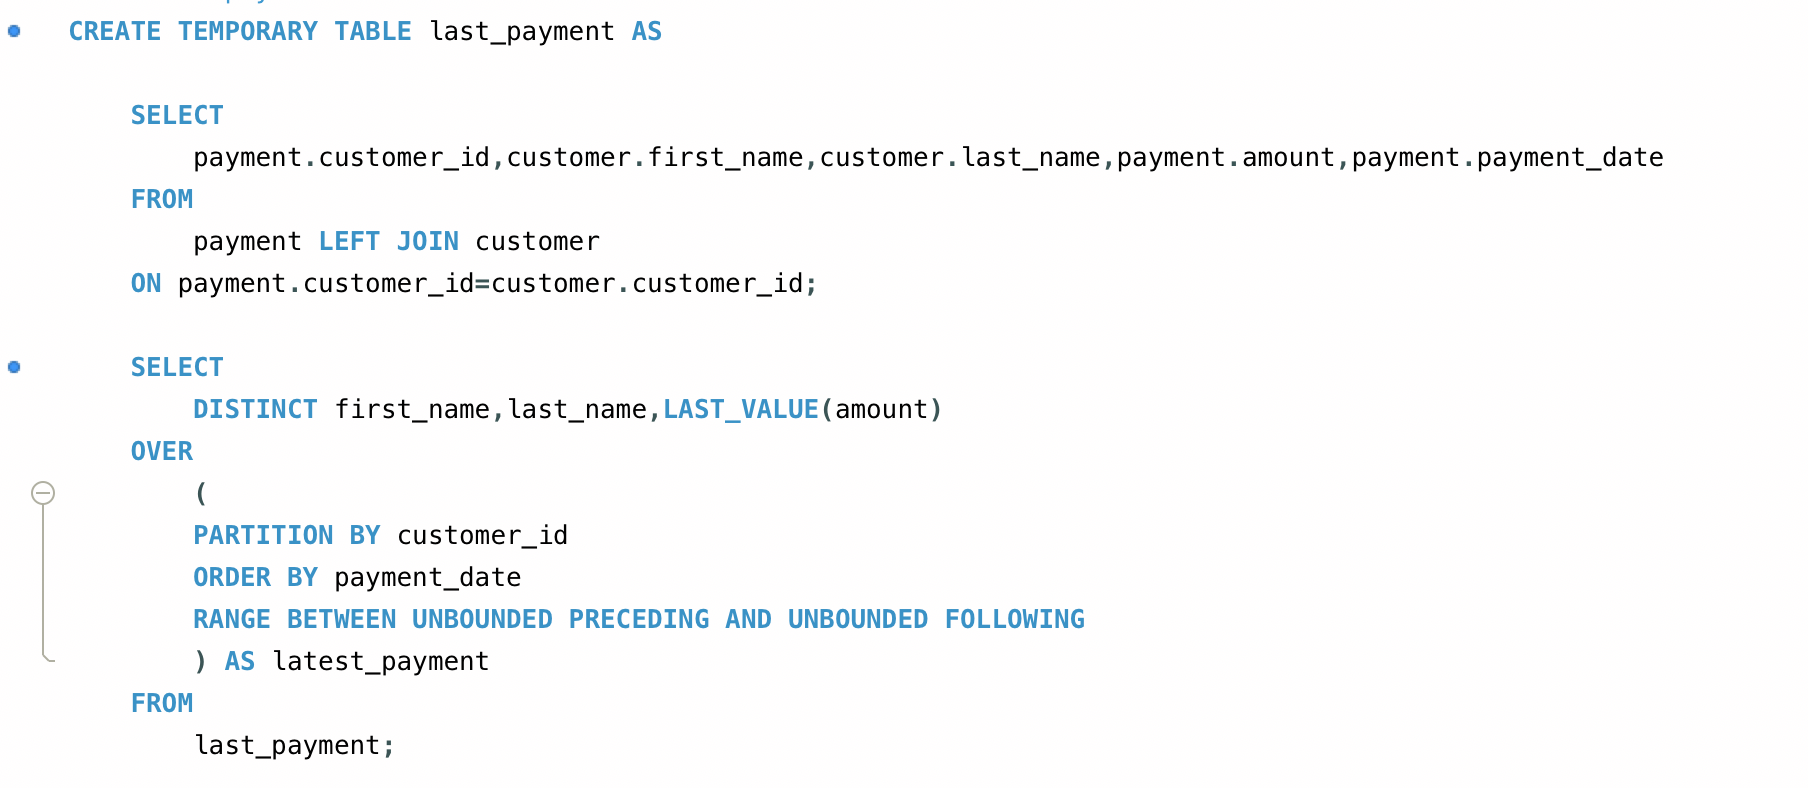 CREATE TEMPORARY TABLE last_payment AS
SELECT
payment.customer_id,customer.first_name,customer.last_name,payment.amount,payment.payment_date
FROM
payment LEFT JOIN customer
ON payment.customer_id=customer.customer_id;
SELECT
DISTINCT first_name,last_name,LAST_VALUE(amount)
OVER
(
PARTITION BY customer_id
ORDER BY payment_date
RANGE BETWEEN UNBOUNDED PRECEDING AND UNBOUNDED FOLLOWING
) AS latest_payment
FROM
last_payment;